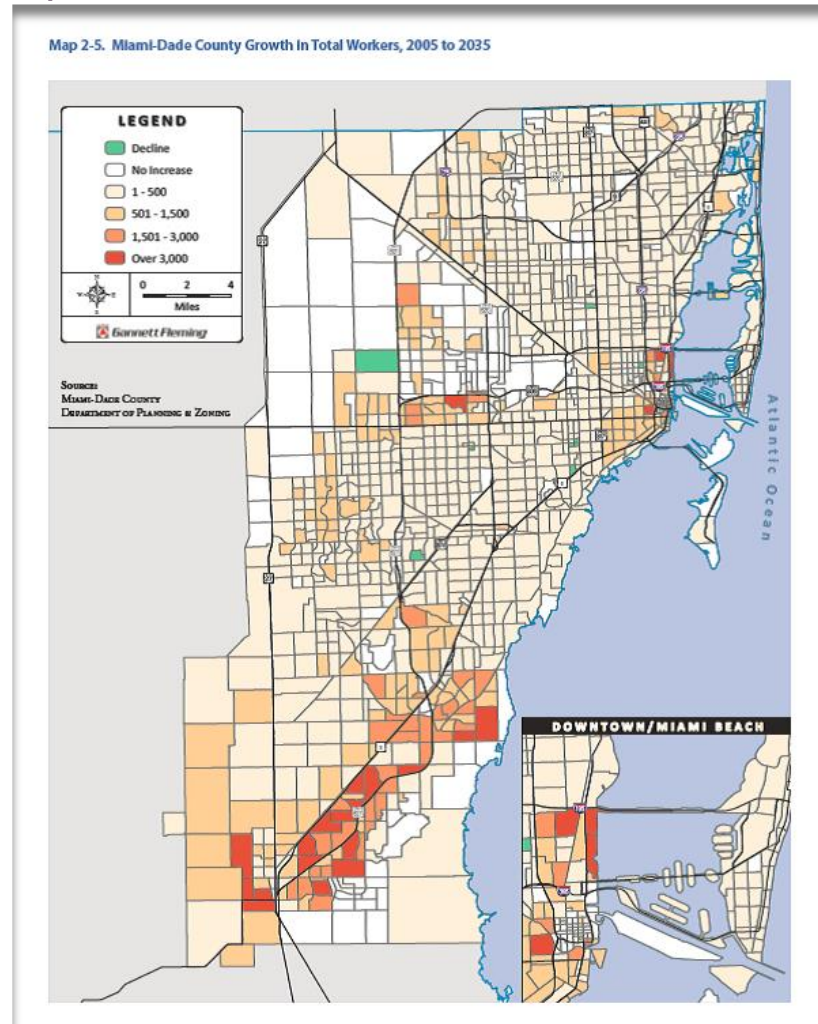 Map 2-5. Miami-Dade County Growth in Total Workers, 2005 to 2035
LEGEND
Decline
No Increase
1 - 500
501 - 1,500
1,501 - 3,000
Over 3,000
0 2 4
Miles
Gannett Fleming
SOURCE:
MIAMI-DADE COUNTY
DEPARTMENT OF PLANNING & ZONING
Atlantic Ocean
DOWNTOWN/MIAMI BEACH